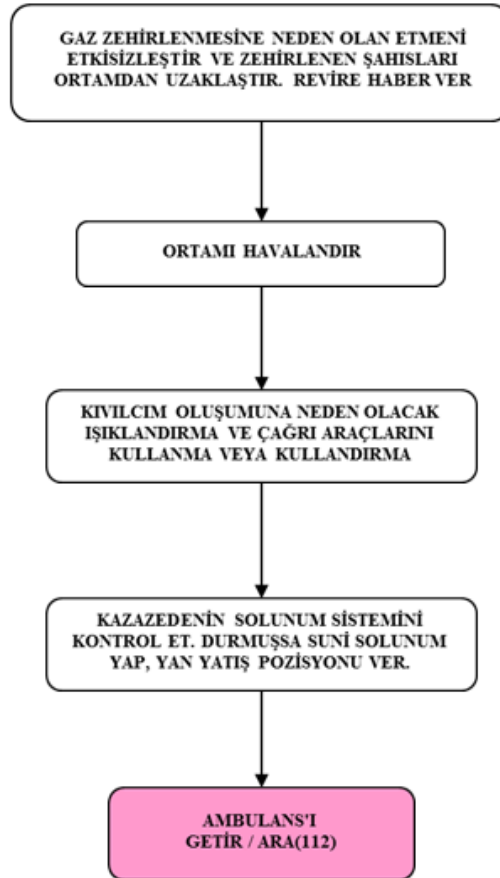 GAZ ZEHİRLENMESİNE NEDEN OLAN ETMENİ
ETKİSİZLEŞTİR VE ZEHİRLENEN ŞAHISLARI
ORTAMDAN UZAKLAŞTIR. REVİRE HABER VER
ORTAMI HAVALANDIR
KIVILCIM OLUŞUMUNA NEDEN OLACAK
IŞIKLANDIRMA VE ÇAĞRI ARAÇLARINI
KULLANMA VEYA KULLANDIRMA
KAZAZEDENİN SOLUNUM SİSTEMİNİ
KONTROL ET. DURMUŞSA SUNİ SOLUNUM
YAP, YAN YATIŞ POZİSYONU VER.
AMBULANS'I
GETİR / ARA(112)